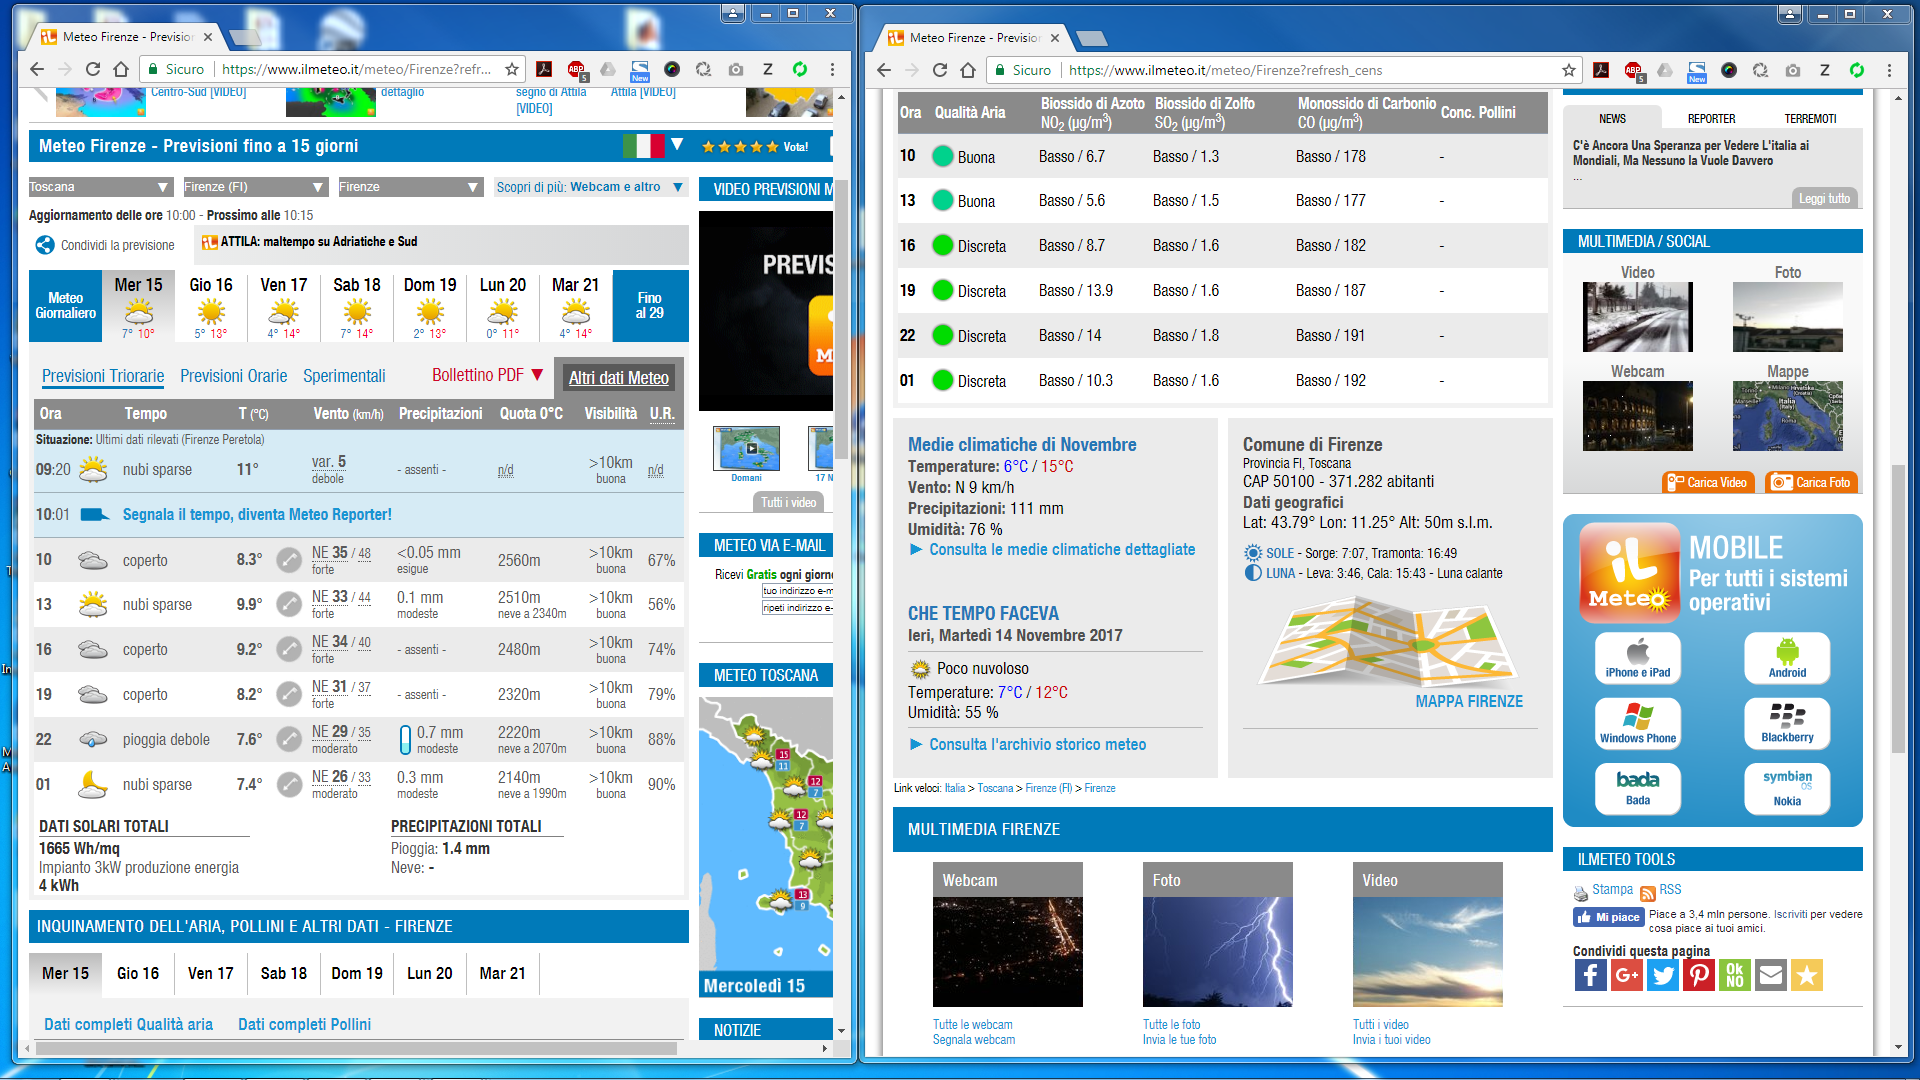 Meteo Firenze - Previsior
Sicuro https://www.ilmeteo.it/meteo/Firenze?refr...
Centro-Sud [VIDEO]
dettaglio
segno di Attila
[VIDEO]
Attila [VIDEO]
Meteo Firenze - Previsioni fino a 15 giorni
Vota!
Toscana Firenze (FI) Firenze Scopri di più: Webcam e altro
Aggiornamento delle ore 10:00 - Prossimo alle 10:15
Condividi la previsione
ATTILA: maltempo su Adriatiche e Sud
Meteo
Giornaliero
Mer 15 Gio 16 Ven 17 Sab 18 Dom 19 Lun 20 Mar 21
7° 10° 5° 13° 4° 14° 7° 14° 2° 13° 0° 11° 4° 14°
Fino
al 29
Previsioni Triorarie Previsioni Orarie Sperimentali Bollettino PDF Altri dati Meteo
Ora Tempo T (°C) Vento (km/h) Precipitazioni Quota 0°C Visibilità U.R.
Situazione: Ultimi dati rilevati (Firenze Peretola)
09:20 nubi sparse 11° var. 5 - assenti - n/d >10km n/d
debole buona
10:01 Segnala il tempo, diventa Meteo Reporter!
10 coperto 8.3° NE 35 / 48 <0.05 mm 2560m >10km 67%
forte esigue buona
13 nubi sparse 9.9° NE 33 / 44 0.1 mm 2510m >10km 56%
forte modeste neve a 2340m buona
16 coperto 9.2° NE 34 / 40 - assenti - 2480m >10km 74%
forte buona
19 coperto 8.2° NE 31 / 37 - assenti - 2320m >10km 79%
forte buona
22 pioggia debole 7.6° NE 29 / 35 0.7 mm 2220m >10km 88%
moderato modeste neve a 2070m buona
01 nubi sparse 7.4° NE 26 / 33 0.3 mm 2140m >10km 90%
moderato modeste neve a 1990m buona
DATI SOLARI TOTALI
1665 Wh/mq
Impianto 3kW produzione energia
4 kWh
PRECIPITAZIONI TOTALI
Pioggia: 1.4 mm
Neve: -
INQUINAMENTO DELL'ARIA, POLLINI E ALTRI DATI - FIRENZE
Mer 15 Gio 16 Ven 17 Sab 18 Dom 19 Lun 20 Mar 21
Dati completi Qualità aria Dati completi Pollini
VIDEO PREVISIONI M
PREVIS
M
Domani 17 N
Tutti i video
METEO VIA E-MAIL
Ricevi Gratis ogni giorno
tuo indirizzo e-m
ripeti indirizzo e-
METEO TOSCANA
15
11
12
7
12
7
13
9
Mercoledì 15
NOTIZIE
Meteo Firenze - Previsior
Sicuro https://www.ilmeteo.it/meteo/Firenze?refresh_cens
Ora Qualità Aria Biossido di Azoto Biossido di Zolfo Monossido di Carbonio Conc. Pollini
NO2 (µg/m3) SO2 (µg/m3) CO (µg/m3)
10 Buona Basso / 6.7 Basso / 1.3 Basso / 178 -
13 Buona Basso / 5.6 Basso / 1.5 Basso / 177 -
16 Discreta Basso / 8.7 Basso / 1.6 Basso / 182 -
19 Discreta Basso / 13.9 Basso / 1.6 Basso / 187 -
22 Discreta Basso / 14 Basso / 1.8 Basso / 191 -
01 Discreta Basso / 10.3 Basso / 1.6 Basso / 192 -
Medie climatiche di Novembre
Temperature: 6°C / 15°C
Vento: N 9 km/h
Precipitazioni: 111 mm
Umidità: 76 %
Consulta le medie climatiche dettagliate
CHE TEMPO FACEVA
Ieri, Martedì 14 Novembre 2017
Poco nuvoloso
Temperature: 7°C / 12°C
Umidità: 55 %
Consulta l'archivio storico meteo
Comune di Firenze
Provincia FI, Toscana
CAP 50100 - 371.282 abitanti
Dati geografici
Lat: 43.79° Lon: 11.25° Alt: 50m s.l.m.
SOLE - Sorge: 7:07, Tramonta: 16:49
LUNA - Leva: 3:46, Cala: 15:43 - Luna calante
MAPPA FIRENZE
Link veloci: Italia > Toscana > Firenze (FI) > Firenze
MULTIMEDIA FIRENZE
Webcam Foto Video
Tutte le webcam Tutte le foto Tutti i video
Segnala webcam Invia le tue foto Invia i tuoi video
NEWS REPORTER TERREMOTI
C'è Ancora Una Speranza per Vedere L'italia ai
Mondiali, Ma Nessuno la Vuole Davvero
...
Leggi tutto
MULTIMEDIA / SOCIAL
Video Foto
Webcam Mappe
Italia
Roma
Carica Video Carica Foto
iL
Meteo
MOBILE
Per tutti i sistemi
operativi
iPhone e iPad Android
Windows Phone Blackberry
bada symbian
OS
Bada Nokia
ILMETEO TOOLS
Stampa RSS
Mi piace Piace a 3,4 mln persone. Iscriviti per vedere
cosa piace ai tuoi amici.
Condividi questa pagina
OK
NO